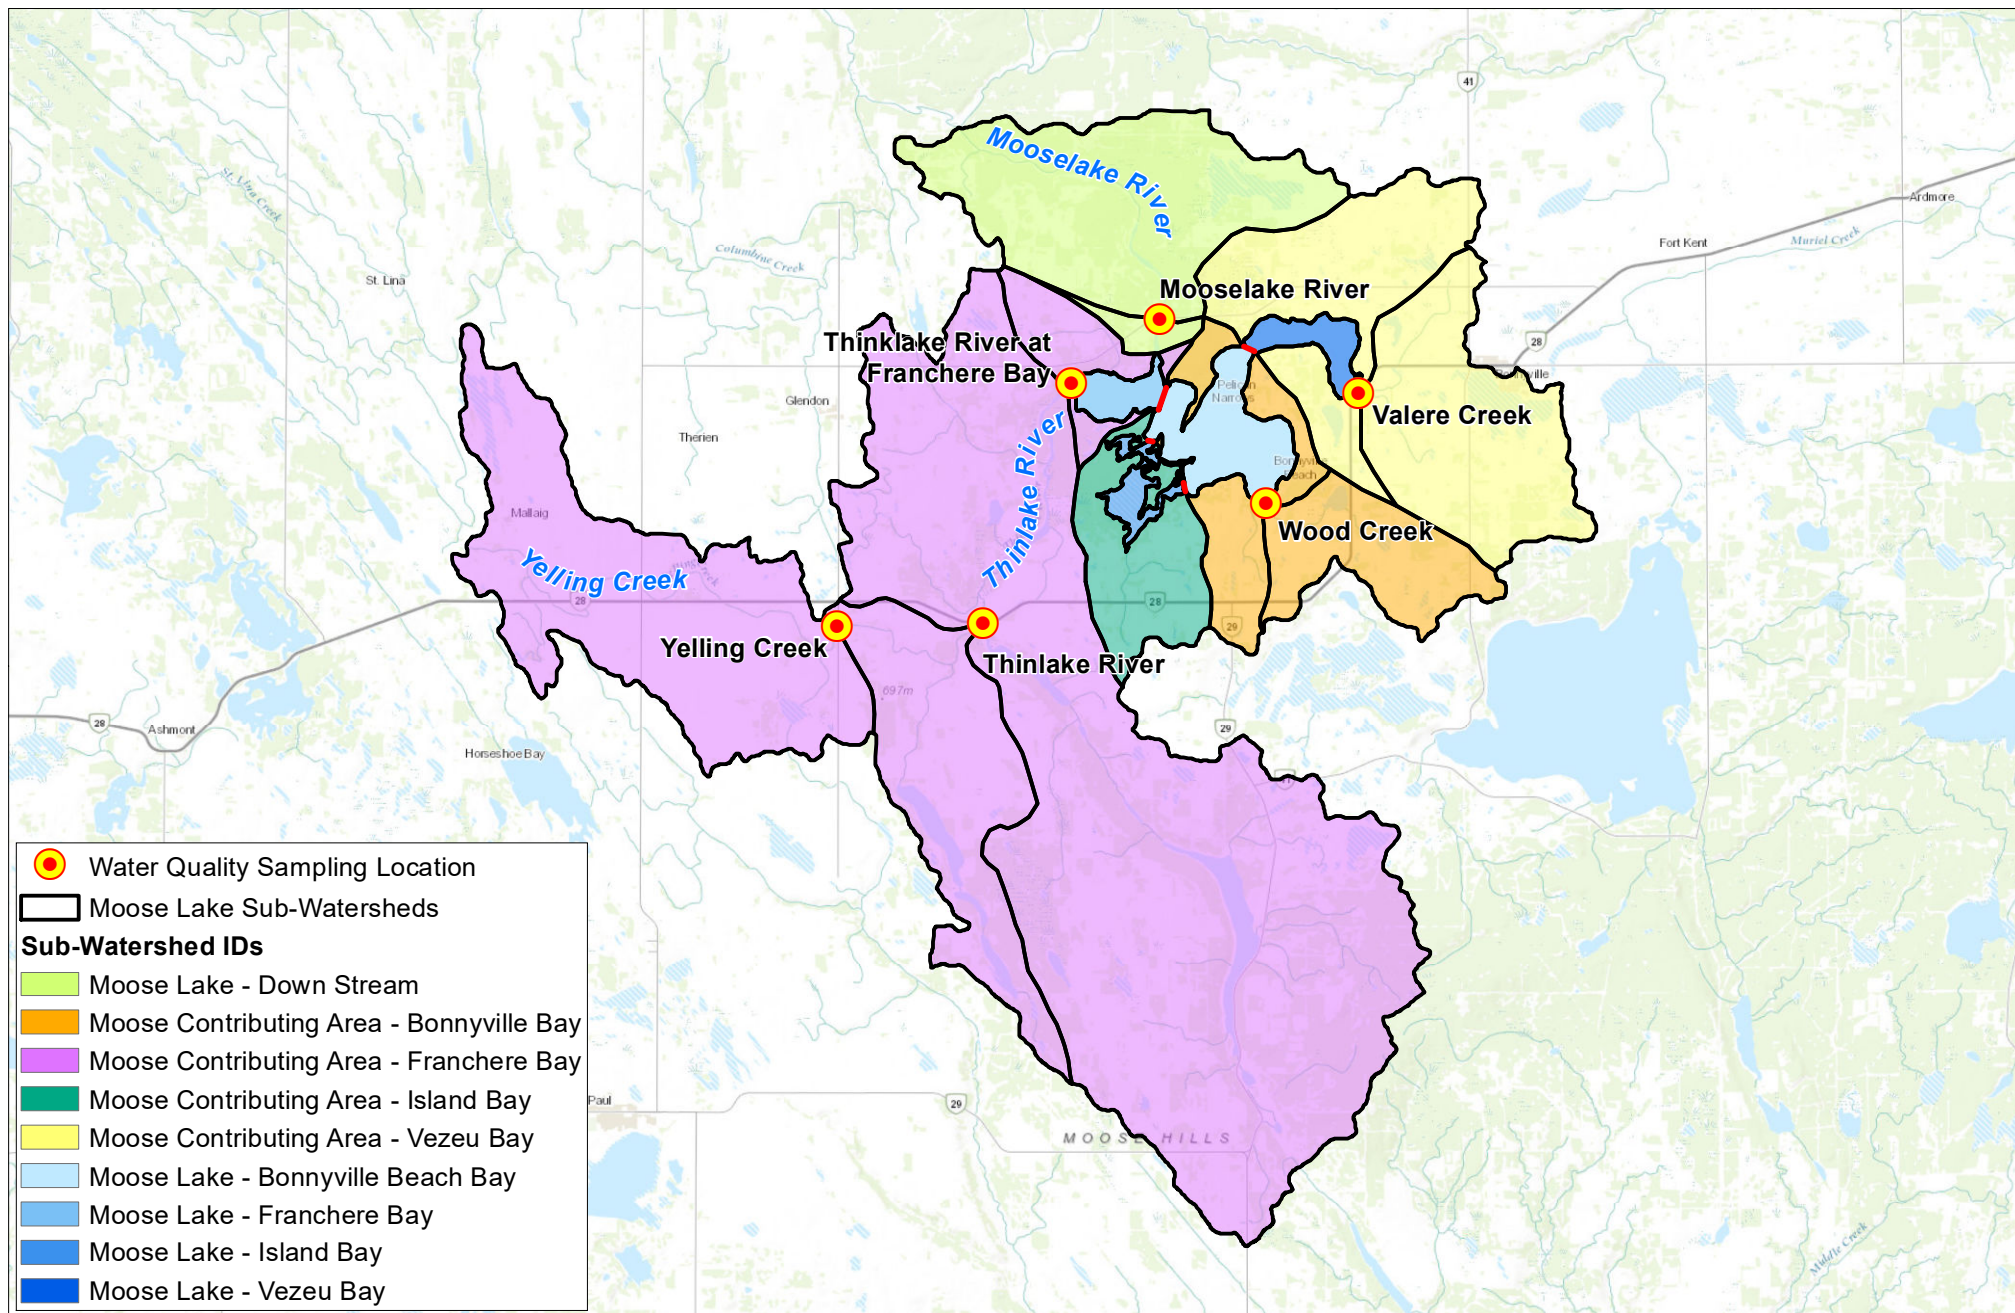 41
Mooselake River
St. Vina Creek
Ardmore
Columbine Creek
Fort Kent
Muriel Creek
St. Lina
Mooselake River
28
Thinklake River at
Franchere Bay
Pelican
Narrows
Glendon
Valere Creek
Therien
Thinlake River
Bonnyville
Beach
Mallaig
Wood Creek
Yelling Creek
28
28
29
Yelling Creek
Thinlake River
697m
28
Ashmont
29
Horseshoe Bay
Water Quality Sampling Location
Moose Lake Sub-Watersheds
Sub-Watershed IDs
Moose Lake - Down Stream
Moose Contributing Area - Bonnyville Bay
Moose Contributing Area - Franchere Bay
Moose Contributing Area - Island Bay
Moose Contributing Area - Vezeu Bay
Moose Lake - Bonnyville Beach Bay
Moose Lake - Franchere Bay
Moose Lake - Island Bay
Moose Lake - Vezeu Bay
Paul
29
MOOSE HILLS
Middle Creek